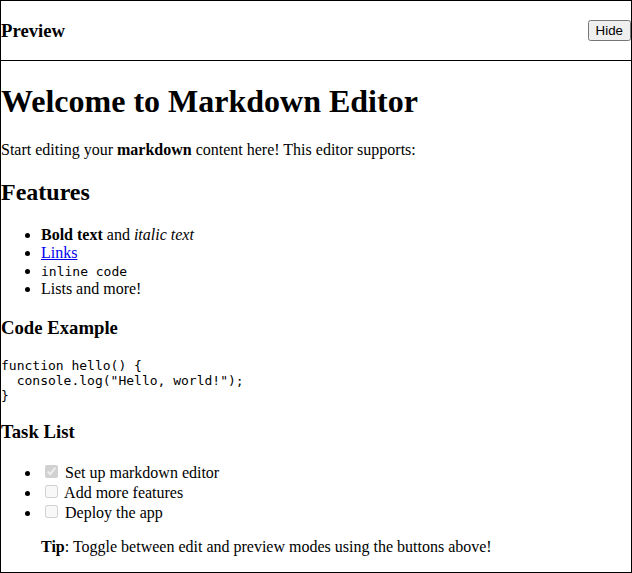 Preview
Hide
Welcome to Markdown Editor
Start editing your markdown content here! This editor supports:
Features
Bold text and italic text
Links
inline code
Lists and more!
Code Example
function hello() {
  console.log("Hello, world!");
}
Task List
Set up markdown editor
Add more features
Deploy the app
Tip: Toggle between edit and preview modes using the buttons above!